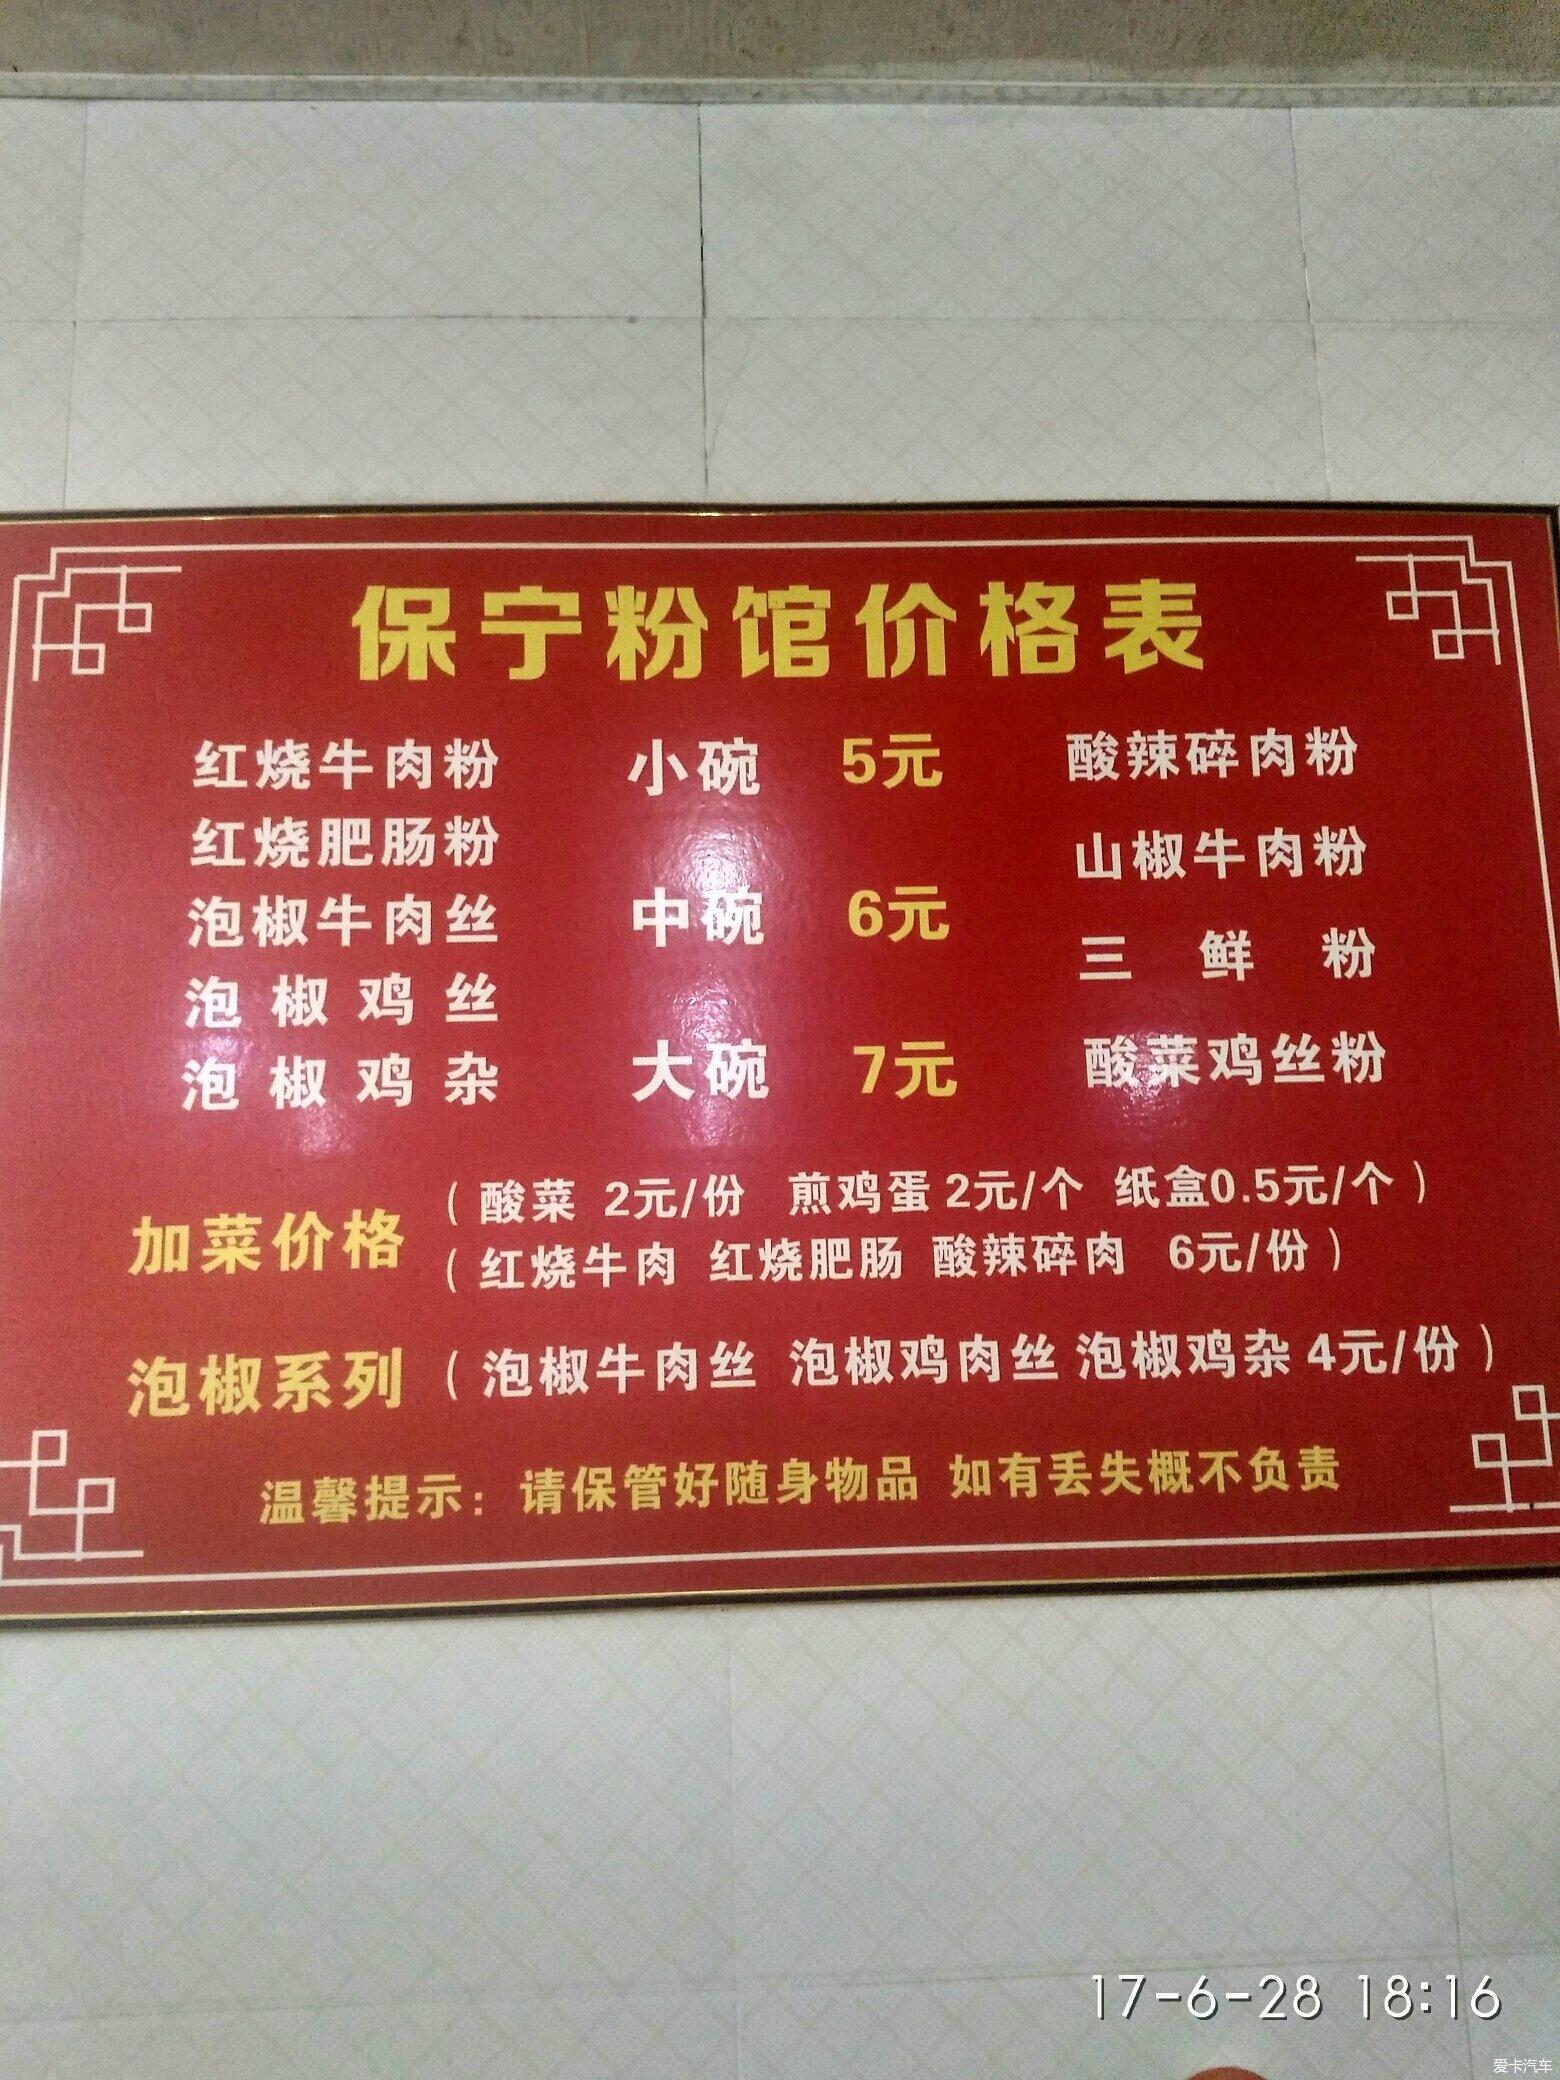 保宁粉馆价格表
红烧牛肉粉 小碗 5元 酸辣碎肉粉
红烧肥肠粉
山椒牛肉粉
泡椒牛肉丝 中碗 6元
三鲜粉
泡椒鸡丝
泡椒鸡杂 大碗 7元 酸菜鸡丝粉
加菜价格
（酸菜 2元/份 煎鸡蛋2元/个 纸盒0.5元/个）
（红烧牛肉 红烧肥肠 酸辣碎肉 6元/份）
泡椒系列（泡椒牛肉丝 泡椒鸡肉丝 泡椒鸡杂4元/份）
温馨提示：请保管好随身物品 如有丢失概不负责
17-6-28 18:16
爱卡汽车